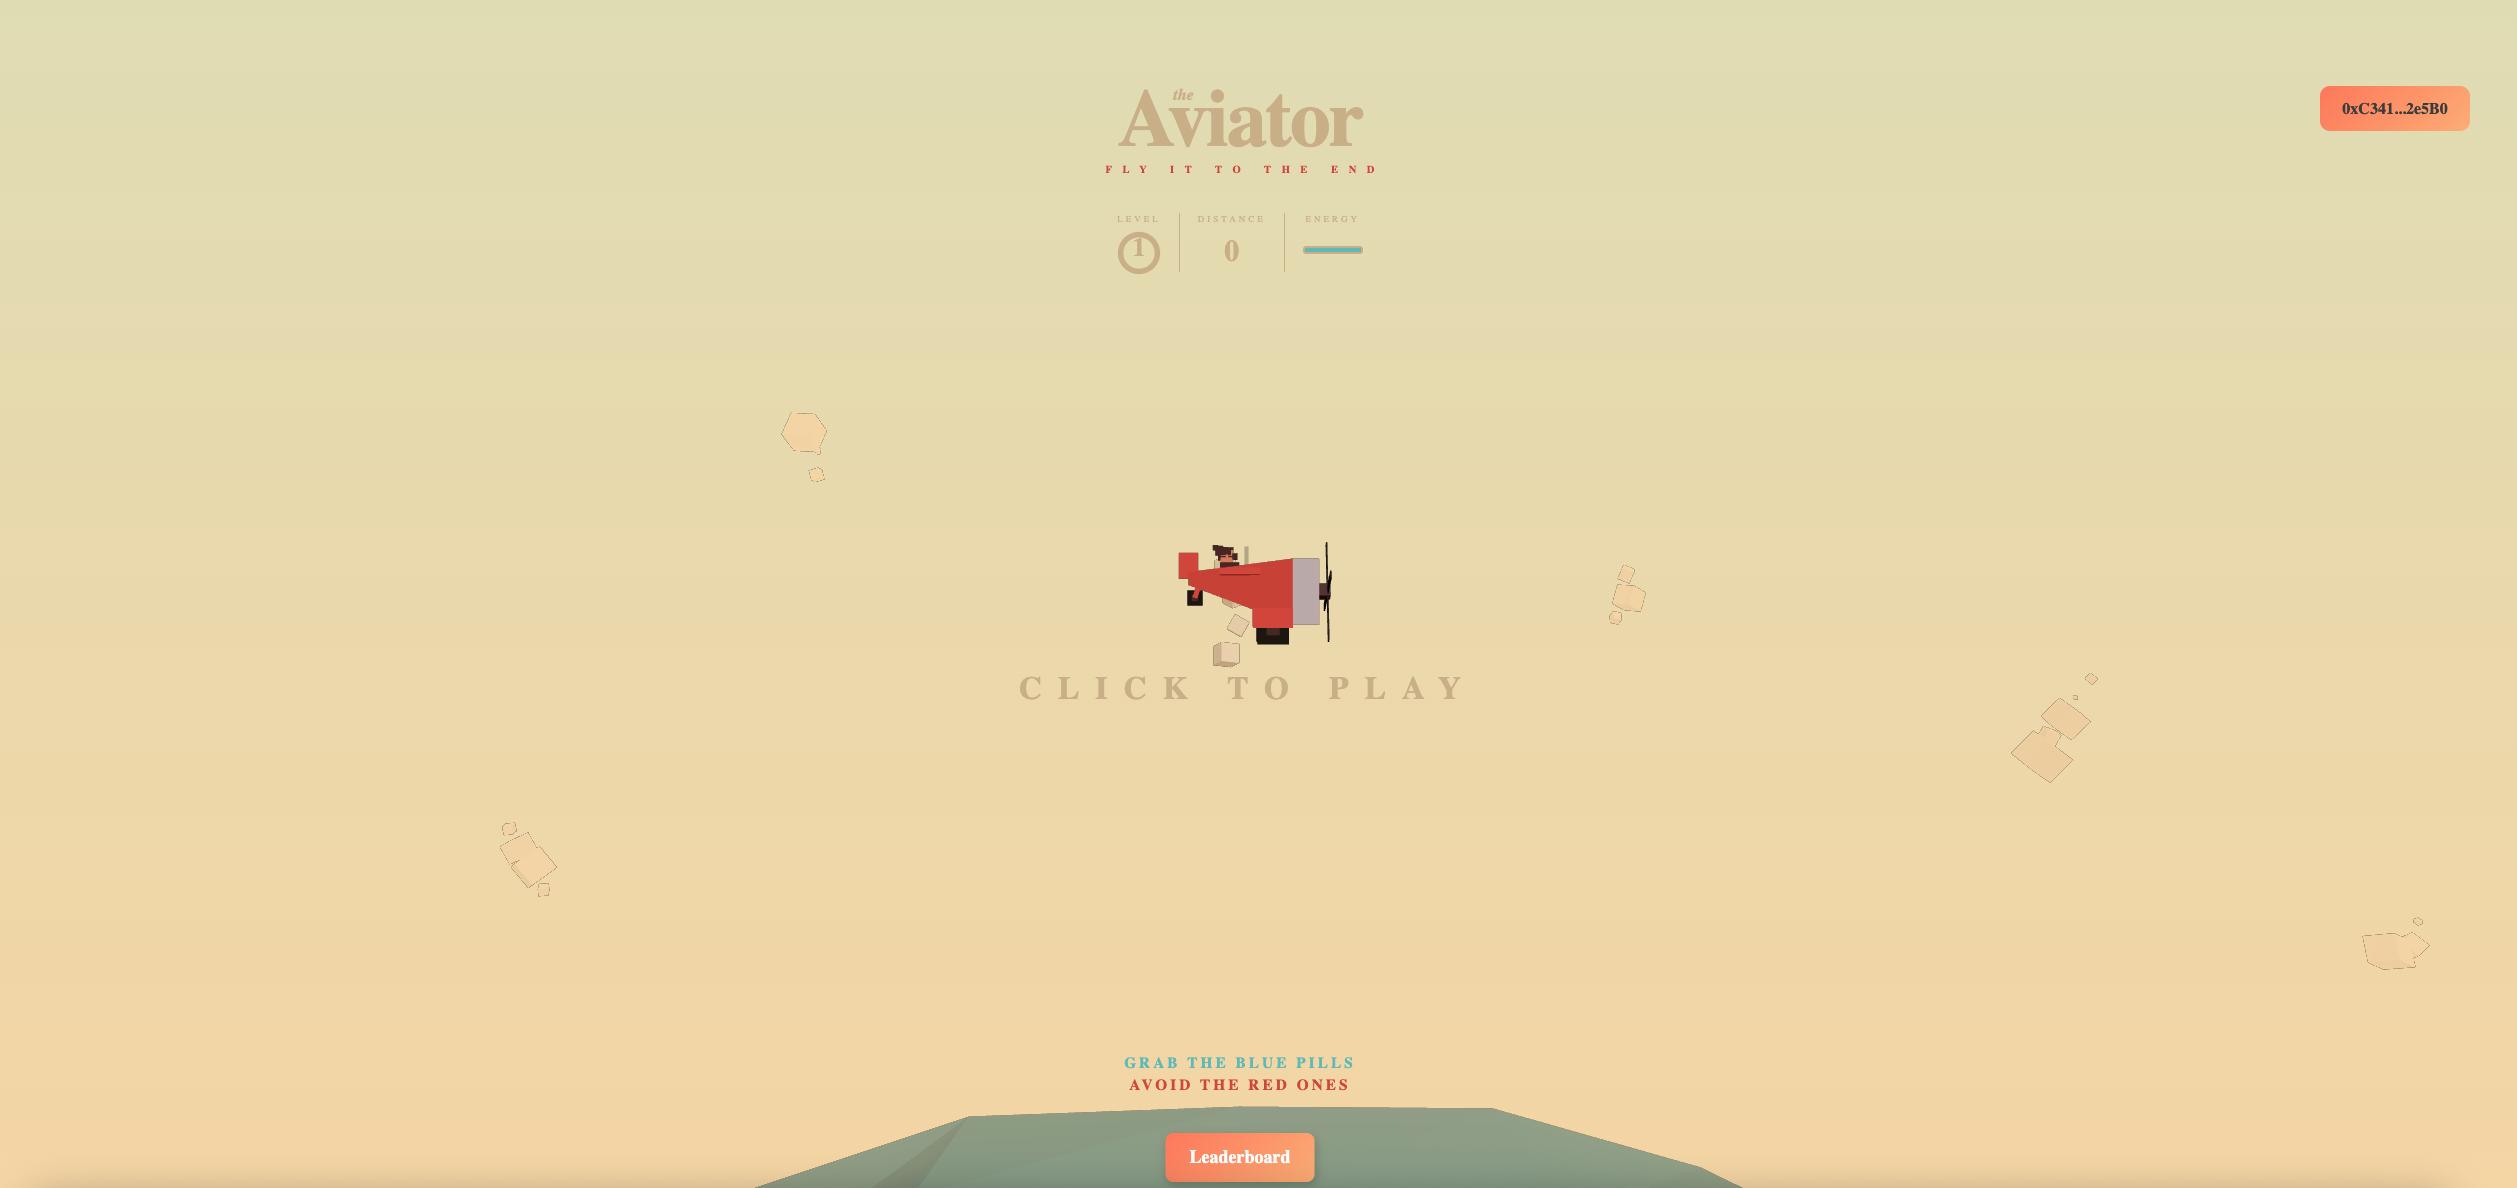 the
Aviator
FLY IT TO THE END
0xC341...2e5B0
LEVEL DISTANCE ENERGY
1 0
CLICK TO PLAY
GRAB THE BLUE PILLS
AVOID THE RED ONES
Leaderboard